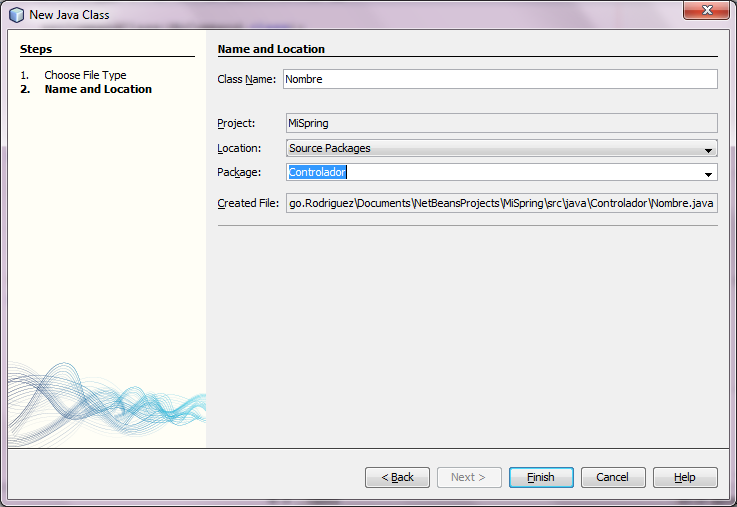 New Java Class
Steps
1. Choose File Type
2. Name and Location
Name and Location
Class Name: Nombre
Project: MiSpring
Location: Source Packages
Package: Controlador
Created File: go.Rodriguez\Documents\NetBeansProjects\MiSpring\src\java\Controlador\Nombre.java
< Back Next > Finish Cancel Help